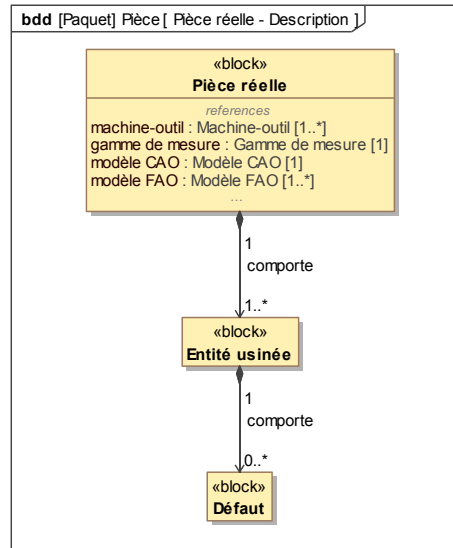 bdd [Paquet] Pièce [ Pièce réelle - Description ]
«block»
Pièce réelle
references
machine-outil : Machine-outil [1..*]
gamme de mesure : Gamme de mesure [1]
modèle CAO : Modèle CAO [1]
modèle FAO : Modèle FAO [1..*]
...
1
comporte
1..*
«block»
Entité usinée
1
comporte
0..*
«block»
Défaut